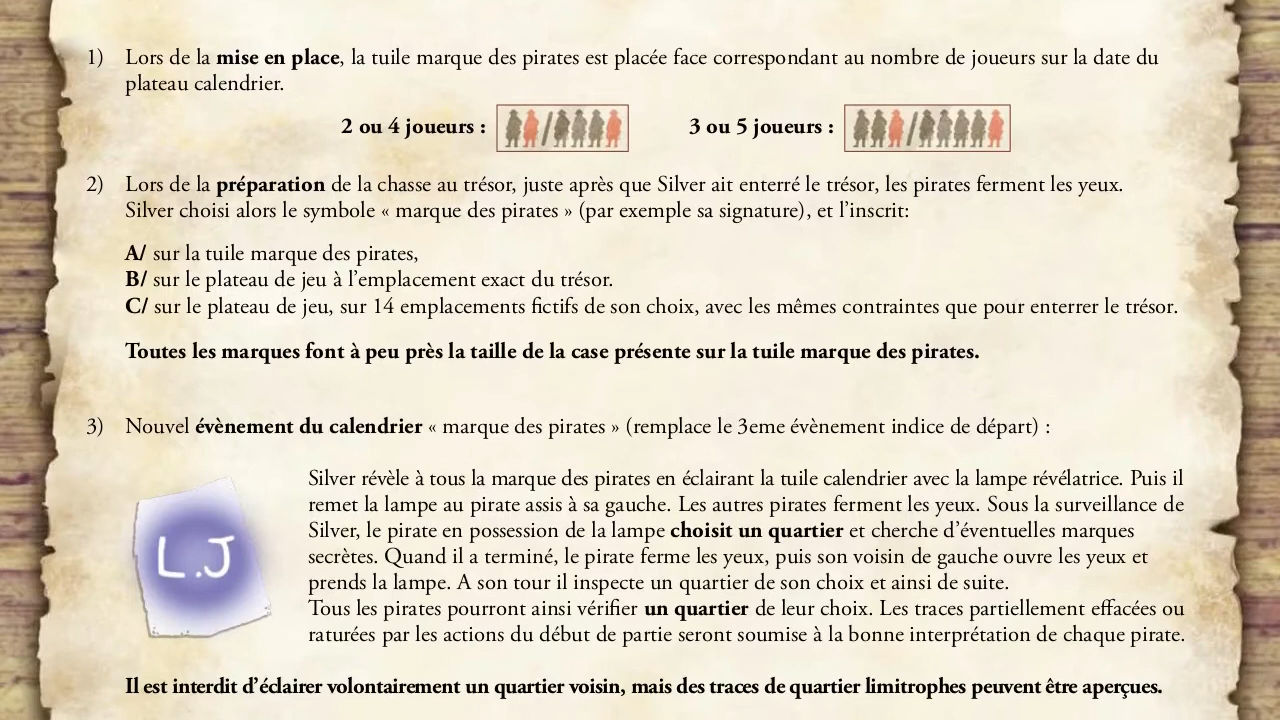 1) Lors de la mise en place, la tuile marque des pirates est placée face correspondant au nombre de joueurs sur la date du
plateau calendrier.
2 ou 4 joueurs : 3 ou 5 joueurs :
2) Lors de la préparation de la chasse au trésor, juste après que Silver ait enterré le trésor, les pirates ferment les yeux.
Silver choisi alors le symbole « marque des pirates » (par exemple sa signature), et l’inscrit:
A/ sur la tuile marque des pirates,
B/ sur le plateau de jeu à l’emplacement exact du trésor.
C/ sur le plateau de jeu, sur 14 emplacements fictifs de son choix, avec les mêmes contraintes que pour enterrer le trésor.
Toutes les marques font à peu près la taille de la case présente sur la tuile marque des pirates.
3) Nouvel évènement du calendrier « marque des pirates » (remplace le 3eme évènement indice de départ) :
Silver révèle à tous la marque des pirates en éclairant la tuile calendrier avec la lampe révélatrice. Puis il
remet la lampe au pirate assis à sa gauche. Les autres pirates ferment les yeux. Sous la surveillance de
Silver, le pirate en possession de la lampe choisit un quartier et cherche d’éventuelles marques
secrètes. Quand il a terminé, le pirate ferme les yeux, puis son voisin de gauche ouvre les yeux et
prends la lampe. A son tour il inspecte un quartier de son choix et ainsi de suite.
Tous les pirates pourront ainsi vérifier un quartier de leur choix. Les traces partiellement effacées ou
raturées par les actions du début de partie seront soumise à la bonne interprétation de chaque pirate.
L.J
Il est interdit d’éclairer volontairement un quartier voisin, mais des traces de quartier limitrophes peuvent être aperçues.